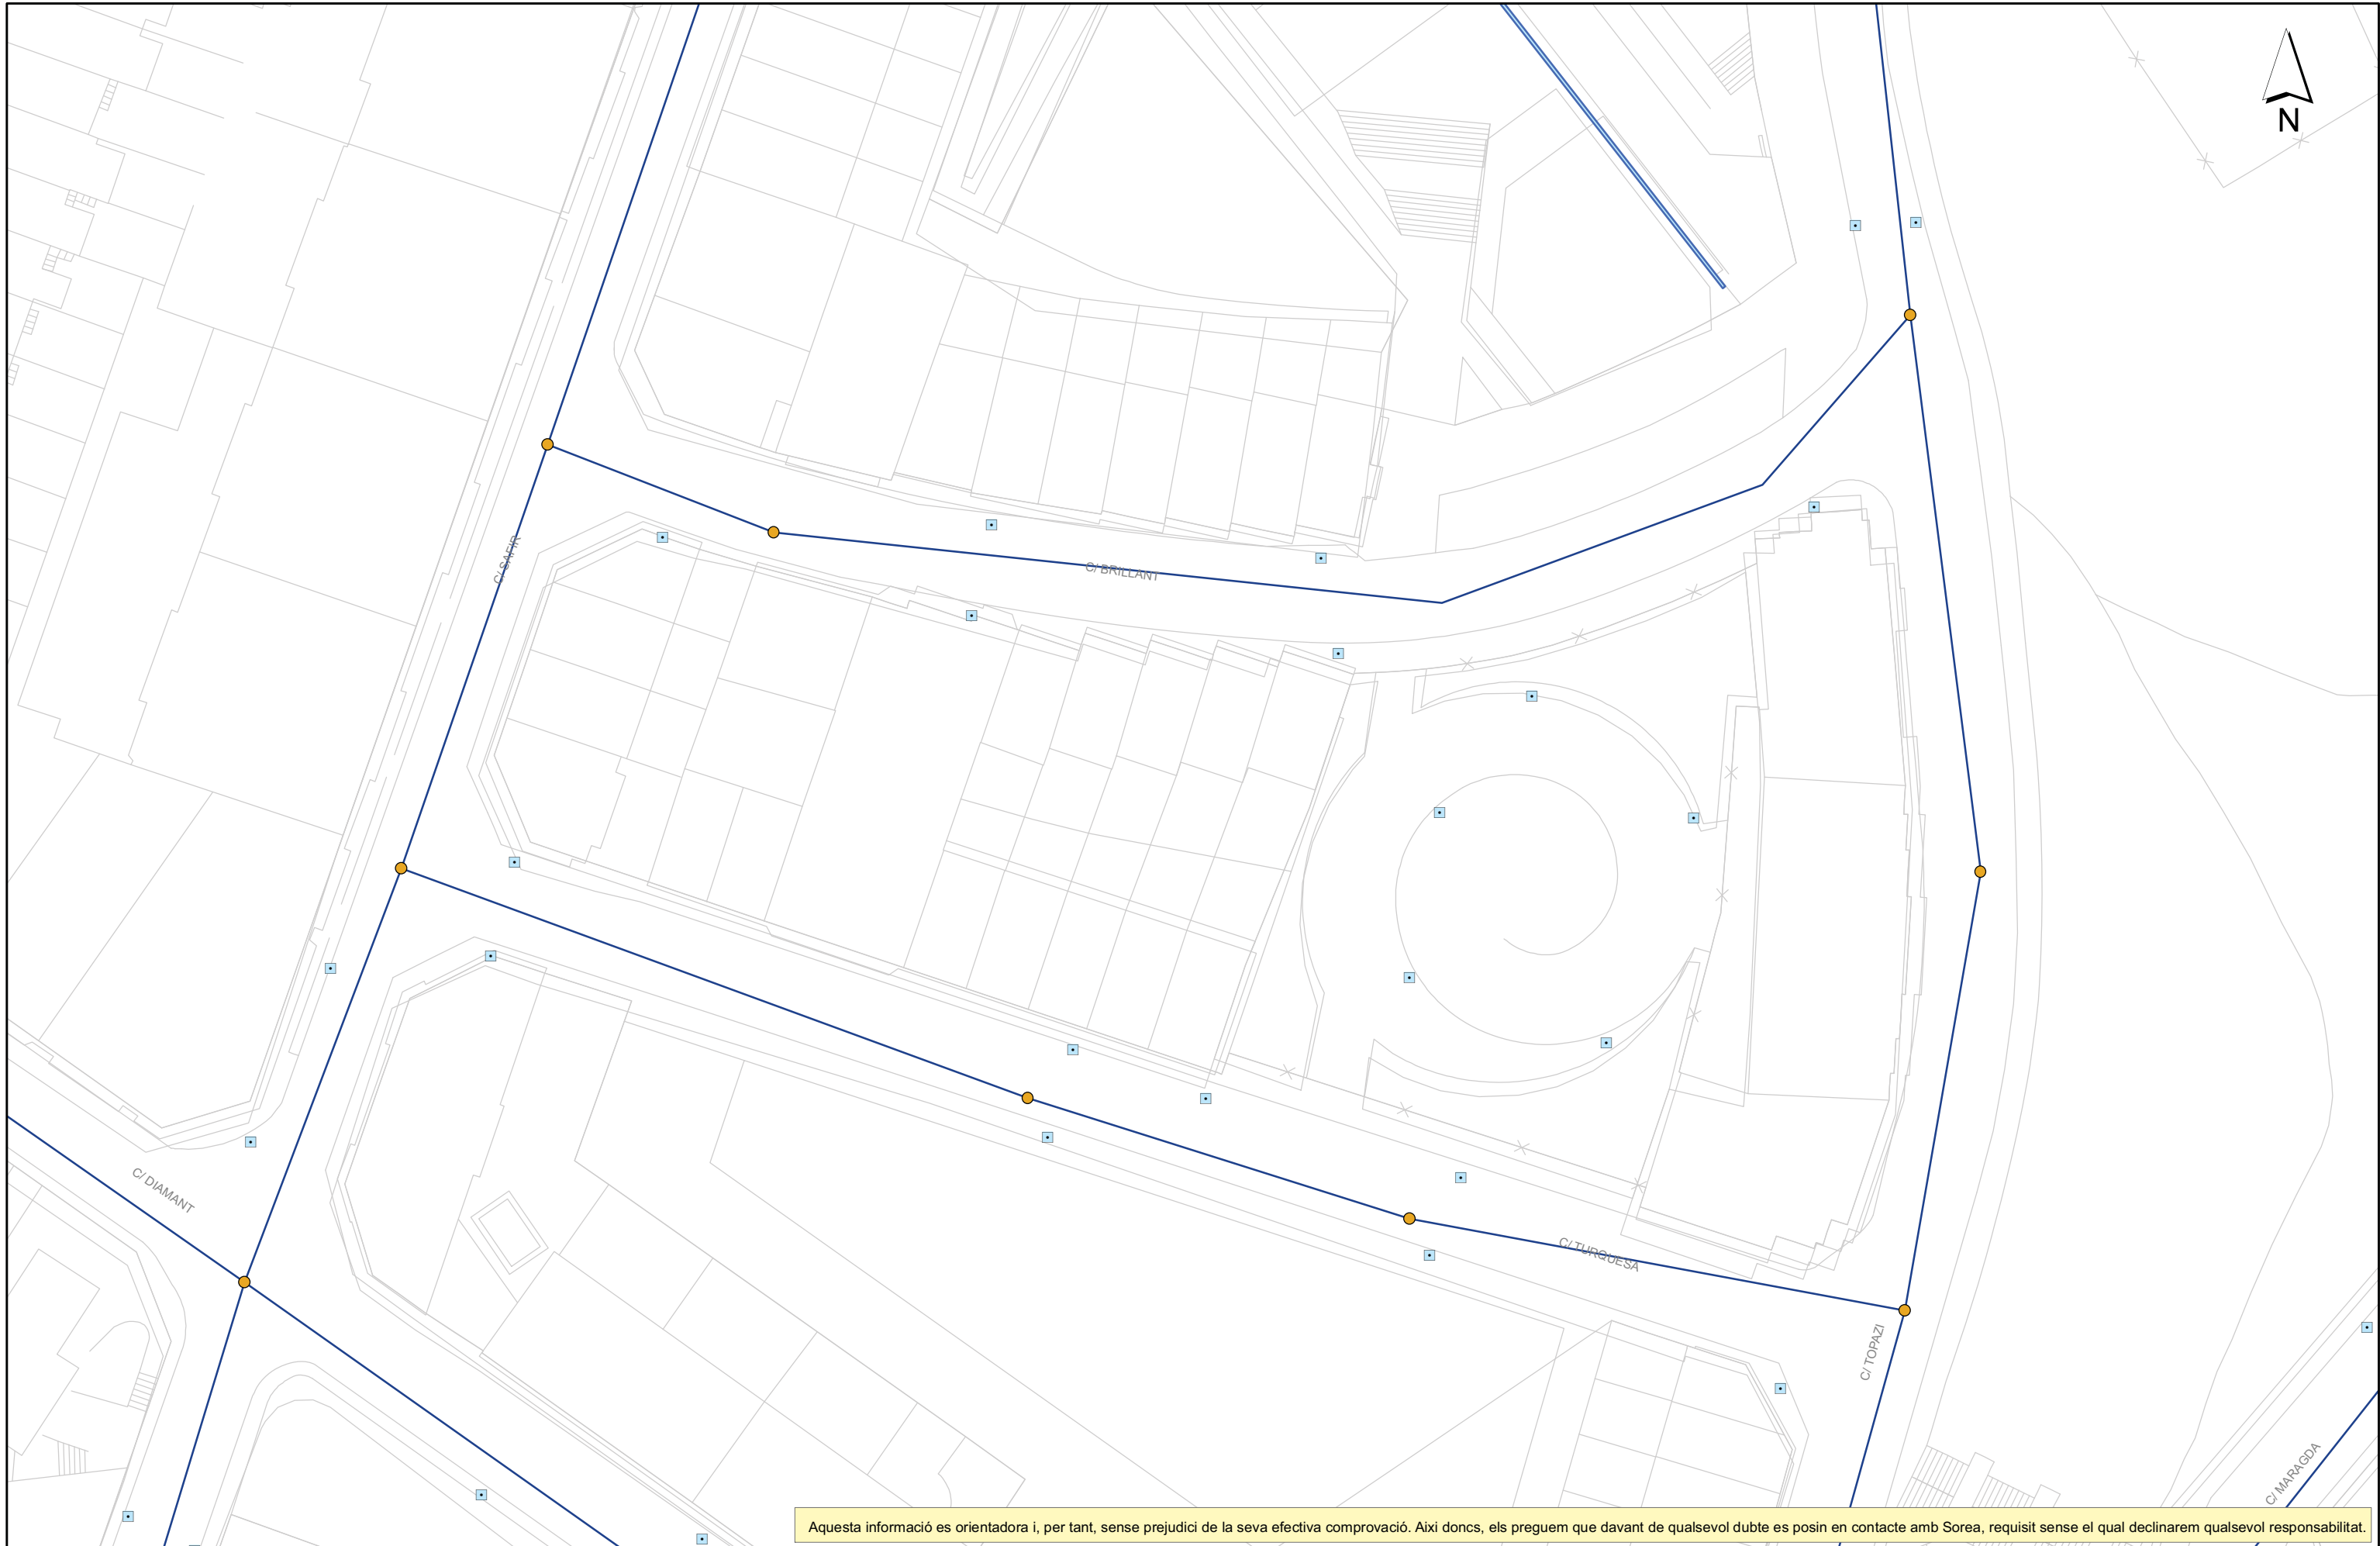 N
C/ SAFIR
C/ BRILLANT
C/ DIAMANT
C/ TURQUESA
C/ TOPAZI
C/ MARAGDA
Aquesta informació es orientadora i, per tant, sense prejudici de la seva efectiva comprovació. Aixi doncs, els preguem que davant de qualsevol dubte es posin en contacte amb Sorea, requisit sense el qual declinarem qualsevol responsabilitat.